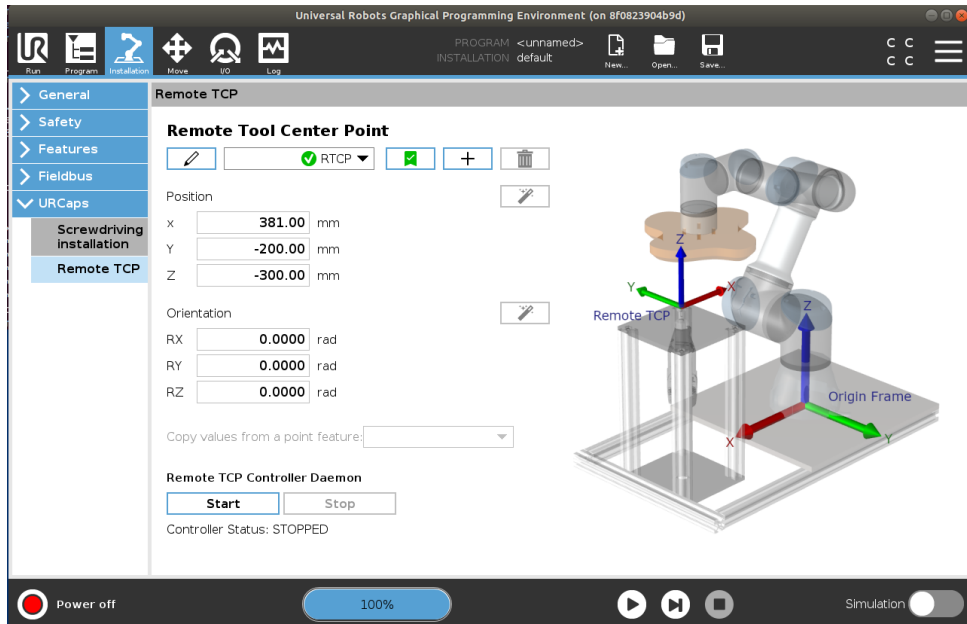 Universal Robots Graphical Programming Environment (on 8f0823904b9d)
UR
Run
Program
Installation
Move
I/O
Log
PROGRAM <unnamed>
INSTALLATION default
New...
Open...
Save...
C C
C C
General
Safety
Features
Fieldbus
URCaps
Screwdriving
installation
Remote TCP
Remote TCP
Remote Tool Center Point
RTCP
Position
X 381.00 mm
Y -200.00 mm
Z -300.00 mm
Orientation
RX 0.0000 rad
RY 0.0000 rad
RZ 0.0000 rad
Copy values from a point feature:
Remote TCP Controller Daemon
Start
Stop
Controller Status: STOPPED
Z
Y
X
Remote TCP
Z
Origin Frame
X
Y
Power off
100%
Simulation